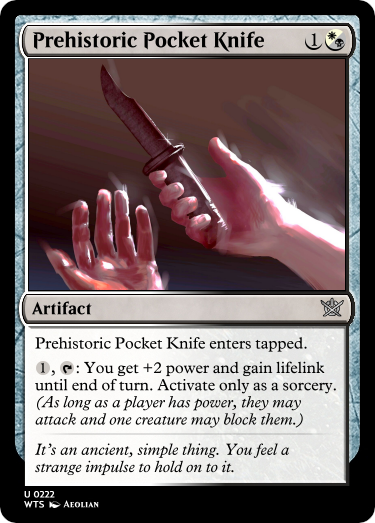 Prehistoric Pocket Knife 1
Artifact
Prehistoric Pocket Knife enters tapped.
1, : You get +2 power and gain lifelink
until end of turn. Activate only as a sorcery.
(As long as a player has power, they may
attack and one creature may block them.)
It's an ancient, simple thing. You feel a
strange impulse to hold on to it.
U 0222
WTS Aeolian